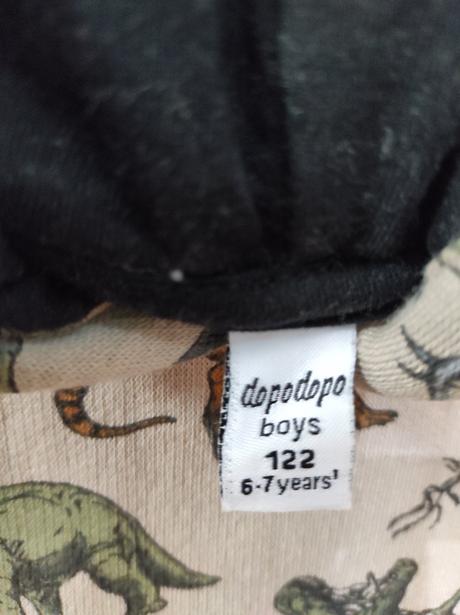 dopodopo
boys
122
6-7 years¹